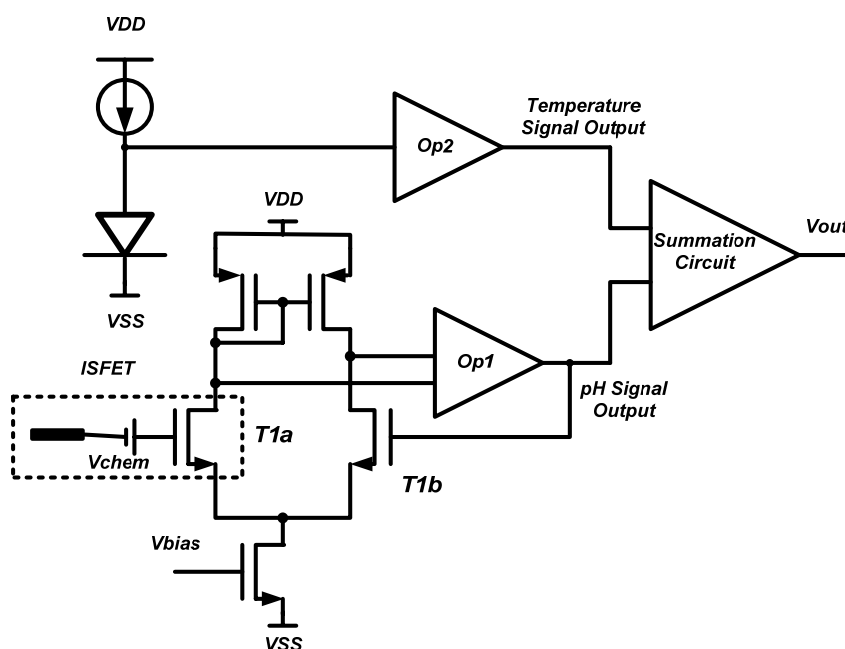 VDD
Temperature
Signal Output
Op2
VDD
Summation
Circuit
Vout
VSS
ISFET
Op1
pH Signal
Output
T1a
Vchem
T1b
Vbias
VSS